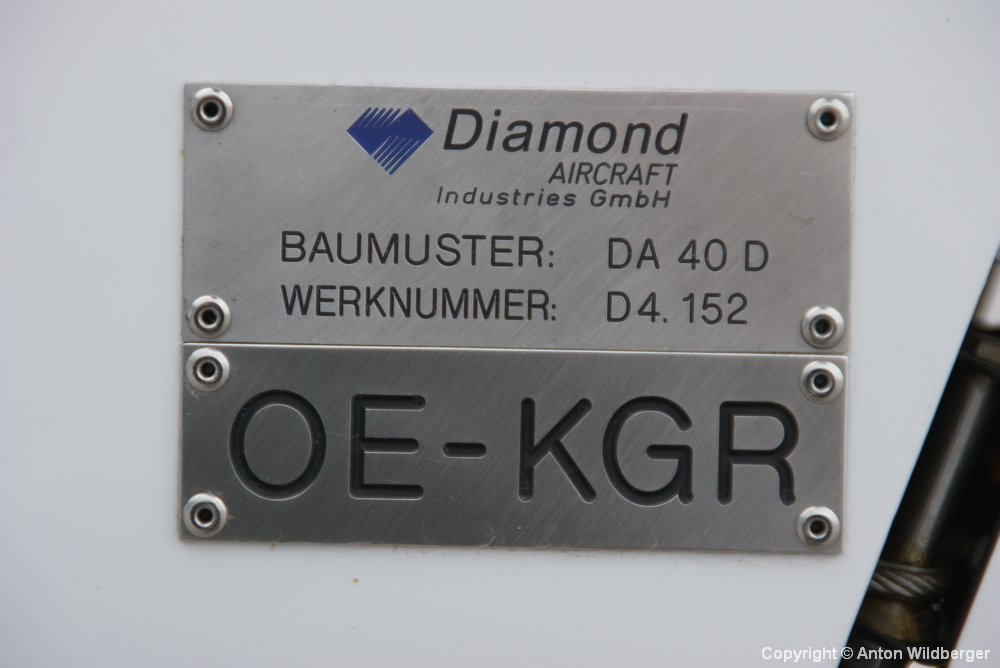 Diamond
AIRCRAFT
Industries GmbH
BAUMUSTER: DA 40 D
WERKNUMMER: D4.152
OE-KGR
Copyright © Anton Wildberger